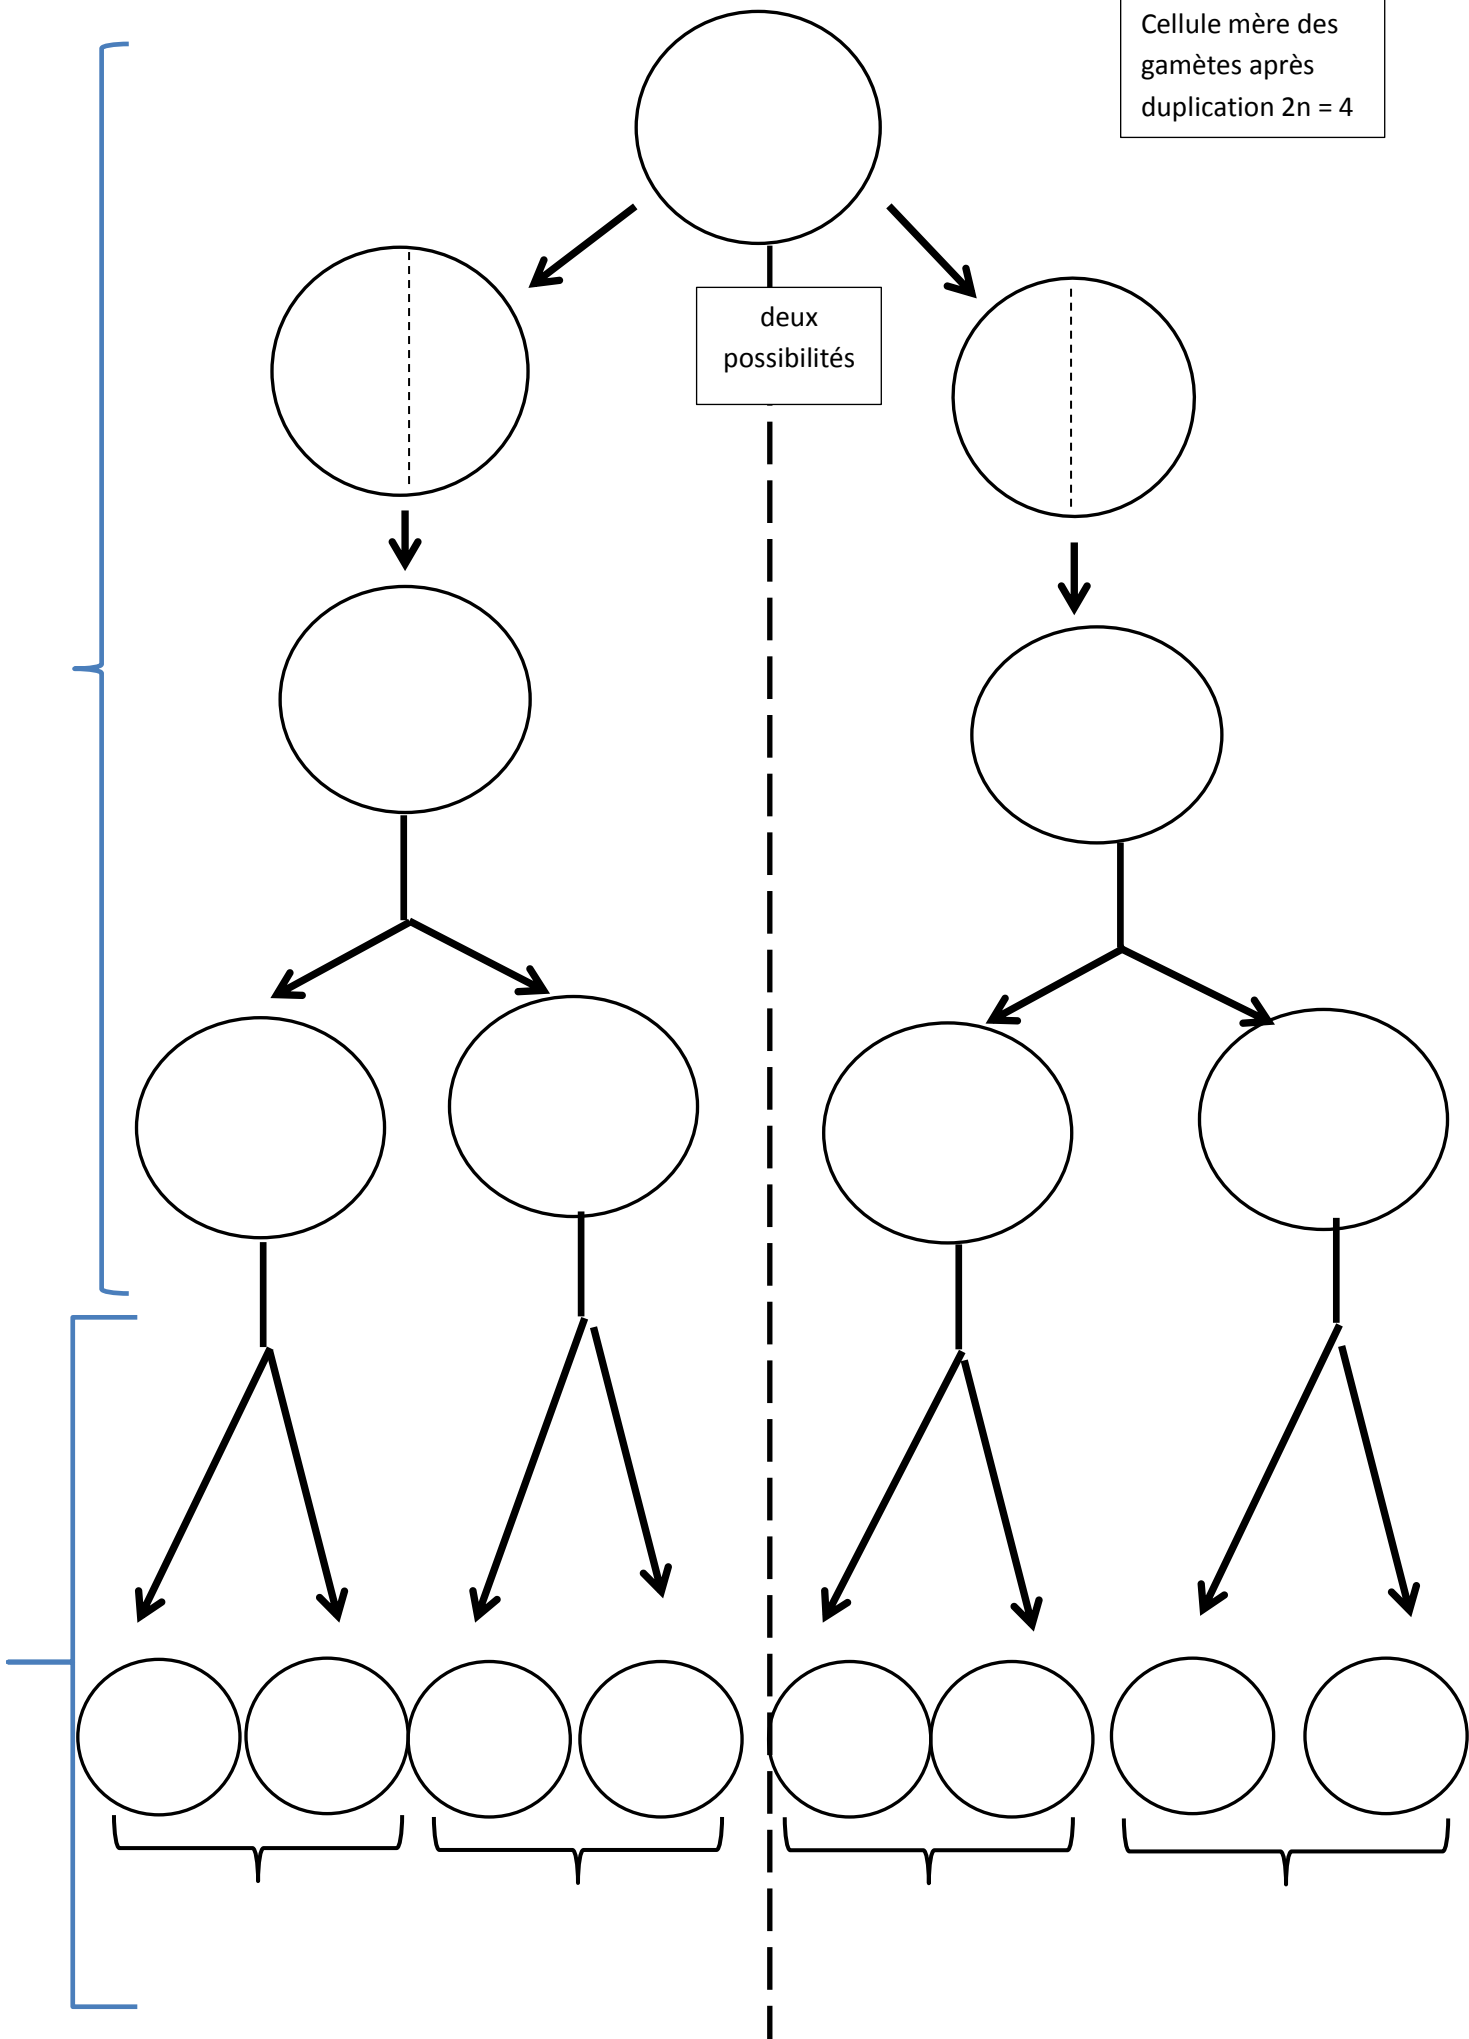 Cellule mère des
gamètes après
duplication 2n = 4
deux
possibilités